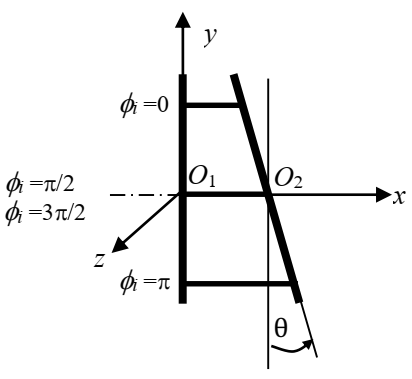 y
ϕi =0
O1
O2
ϕi =π/2
ϕi =3π/2
x
z
ϕi =π
θ